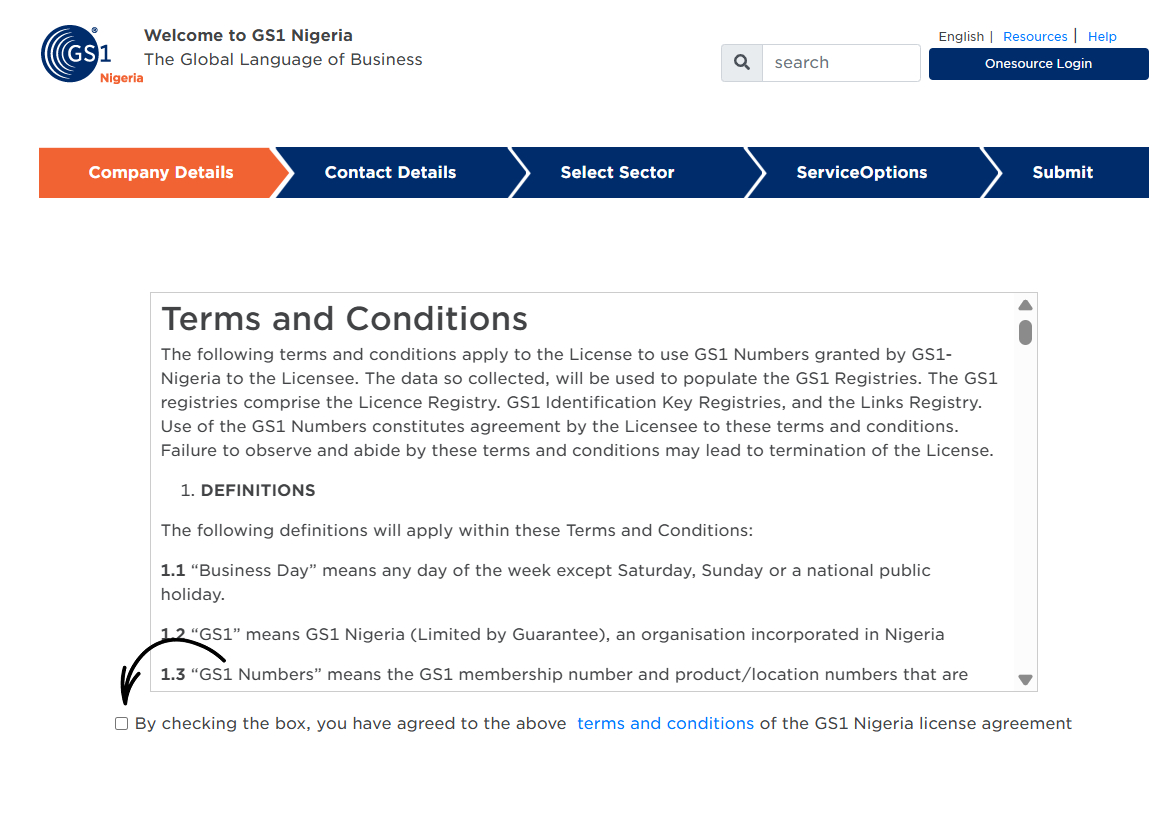 GS1
Nigeria
Welcome to GS1 Nigeria
The Global Language of Business
English | Resources | Help
search
Onesource Login
Company Details
Contact Details
Select Sector
ServiceOptions
Submit
Terms and Conditions
The following terms and conditions apply to the License to use GS1 Numbers granted by GS1-
Nigeria to the Licensee. The data so collected, will be used to populate the GS1 Registries. The GS1
registries comprise the Licence Registry. GS1 Identification Key Registries, and the Links Registry.
Use of the GS1 Numbers constitutes agreement by the Licensee to these terms and conditions.
Failure to observe and abide by these terms and conditions may lead to termination of the License.
1. DEFINITIONS
The following definitions will apply within these Terms and Conditions:
1.1 “Business Day” means any day of the week except Saturday, Sunday or a national public
holiday.
1.2 “GS1” means GS1 Nigeria (Limited by Guarantee), an organisation incorporated in Nigeria
1.3 “GS1 Numbers” means the GS1 membership number and product/location numbers that are
By checking the box, you have agreed to the above terms and conditions of the GS1 Nigeria license agreement